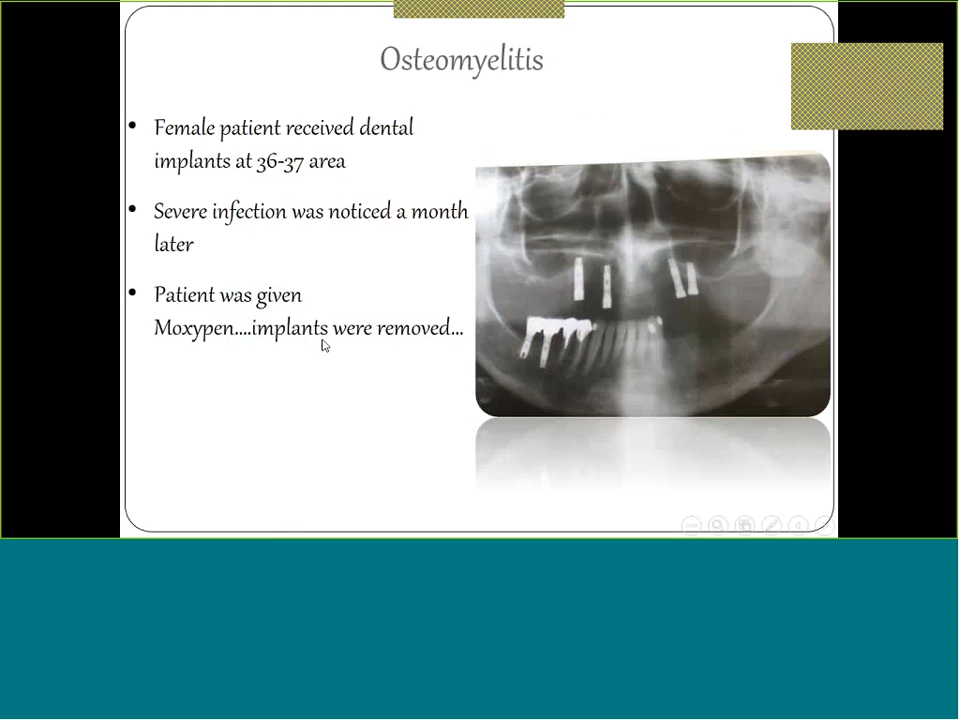 Osteomyelitis
• Female patient received dental
implants at 36-37 area
• Severe infection was noticed a month
later
• Patient was given
Moxypen....implants were removed...